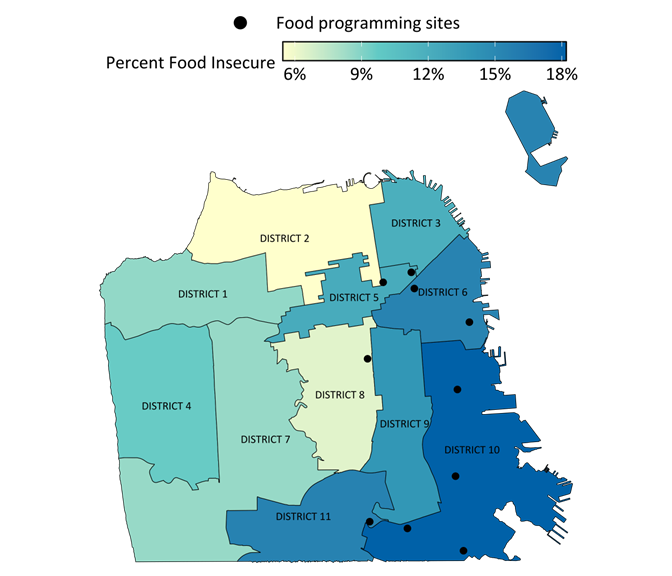 Food programming sites
Percent Food Insecure
6% 9% 12% 15% 18%
DISTRICT 3
DISTRICT 2
DISTRICT 1
DISTRICT 5
DISTRICT 6
DISTRICT 8
DISTRICT 4
DISTRICT 9
DISTRICT 7
DISTRICT 10
DISTRICT 11